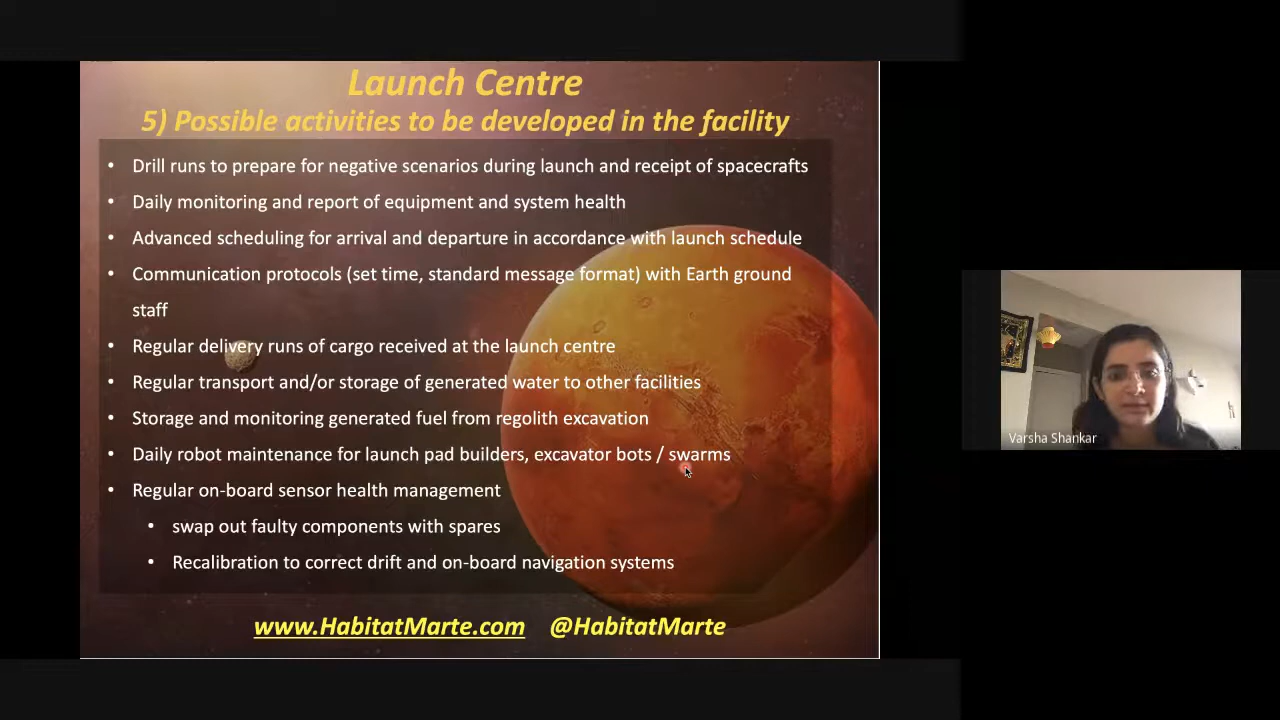 Launch Centre
5) Possible activities to be developed in the facility
• Drill runs to prepare for negative scenarios during launch and receipt of spacecrafts
• Daily monitoring and report of equipment and system health
• Advanced scheduling for arrival and departure in accordance with launch schedule
• Communication protocols (set time, standard message format) with Earth ground
staff
• Regular delivery runs of cargo received at the launch centre
• Regular transport and/or storage of generated water to other facilities
• Storage and monitoring generated fuel from regolith excavation
• Daily robot maintenance for launch pad builders, excavator bots / swarms
• Regular on-board sensor health management
• swap out faulty components with spares
• Recalibration to correct drift and on-board navigation systems
www.HabitatMarte.com @HabitatMarte
Varsha Shankar